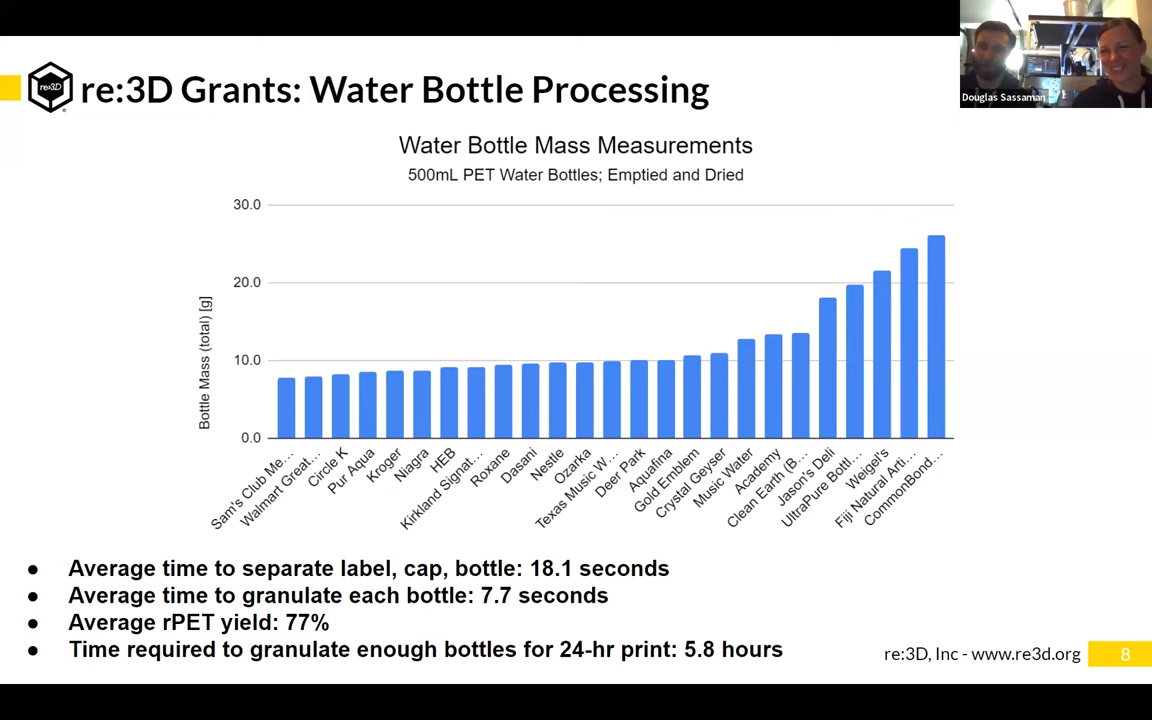 re:3D
re:3D Grants: Water Bottle Processing
Douglas Sassaman
Water Bottle Mass Measurements
500mL PET Water Bottles; Emptied and Dried
Bottle Mass (total) [g]
30.0
20.0
10.0
0.0
Sam's Club Me…
Walmart Great…
Circle K
Pur Aqua
Kroger
Niagra
HEB
Kirkland Signat…
Roxane
Dasani
Nestle
Ozarka
Texas Music W…
Deer Park
Aquafina
Gold Emblem
Crystal Geyser
Music Water
Academy
Clean Earth (B…
Jason's Deli
UltraPure Bottl…
Weigel's
Fiji Natural Arti…
CommonBond…
● Average time to separate label, cap, bottle: 18.1 seconds
● Average time to granulate each bottle: 7.7 seconds
● Average rPET yield: 77%
● Time required to granulate enough bottles for 24-hr print: 5.8 hours
re:3D, Inc - www.re3d.org
8